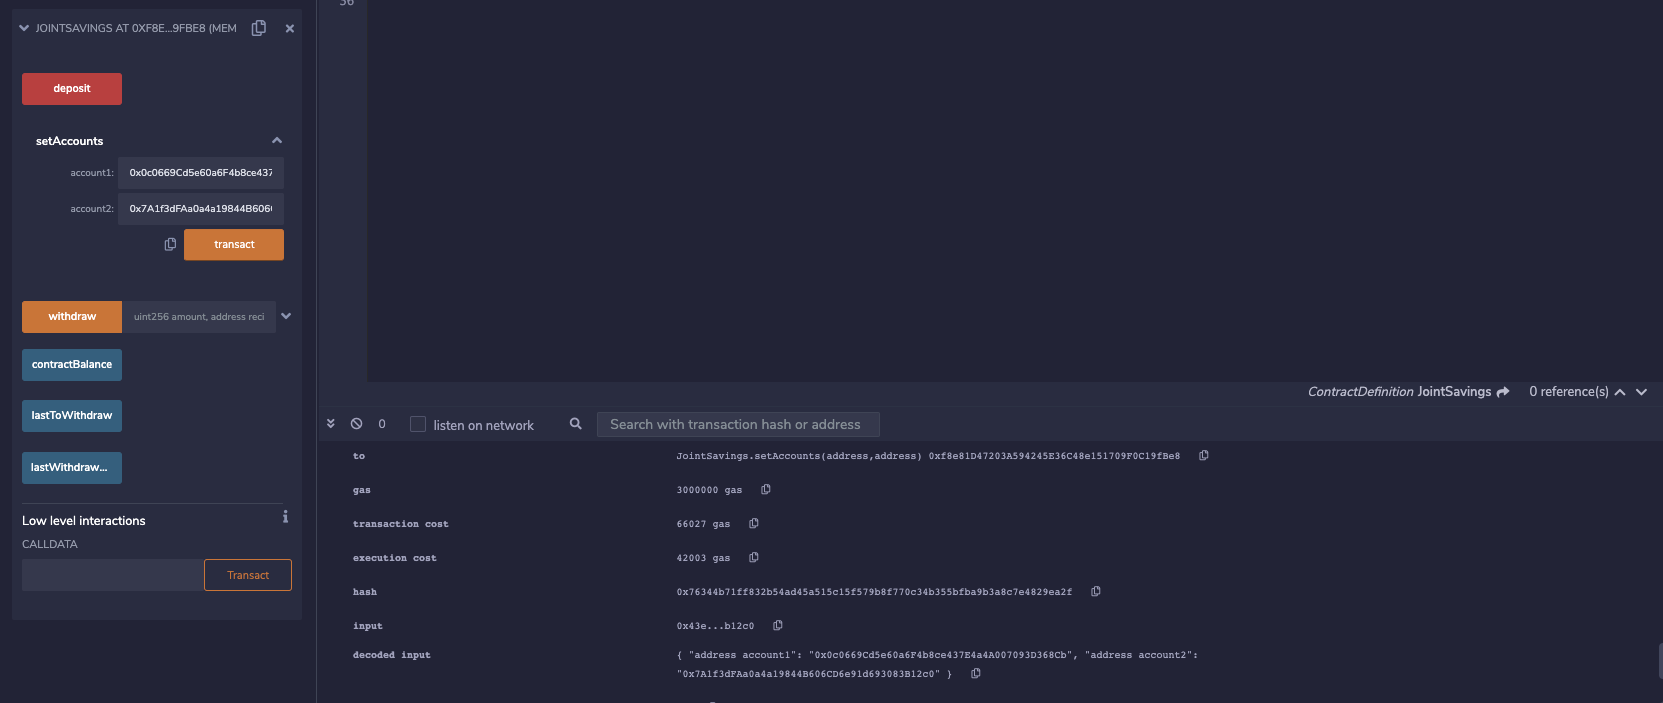 JOINTSAVINGS AT 0XF8E...9FBE8 (MEM
deposit
setAccounts
account1: 0x0c0669Cd5e60a6F4b8ce437
account2: 0x7A1f3dFAa0a4a19844B606
transact
withdraw uint256 amount, address reci
contractBalance
lastToWithdraw
lastWithdraw...
Low level interactions
CALLDATA
Transact
36
ContractDefinition JointSavings 0 reference(s)
0 listen on network Search with transaction hash or address
to JointSavings.setAccounts(address,address) 0xf8e81D47203A594245E36C48e151709F0C19fBe8
gas 3000000 gas
transaction cost 66027 gas
execution cost 42003 gas
hash 0x76344b71ff832b54ad45a515c15f579b8f770c34b355bfba9b3a8c7e4829ea2f
input 0x43e...b12c0
decoded input { "address account1": "0x0c0669Cd5e60a6F4b8ce437E4a4A007093D368Cb", "address account2":
"0x7A1f3dFAa0a4a19844B606CD6e91d693083B12c0" }